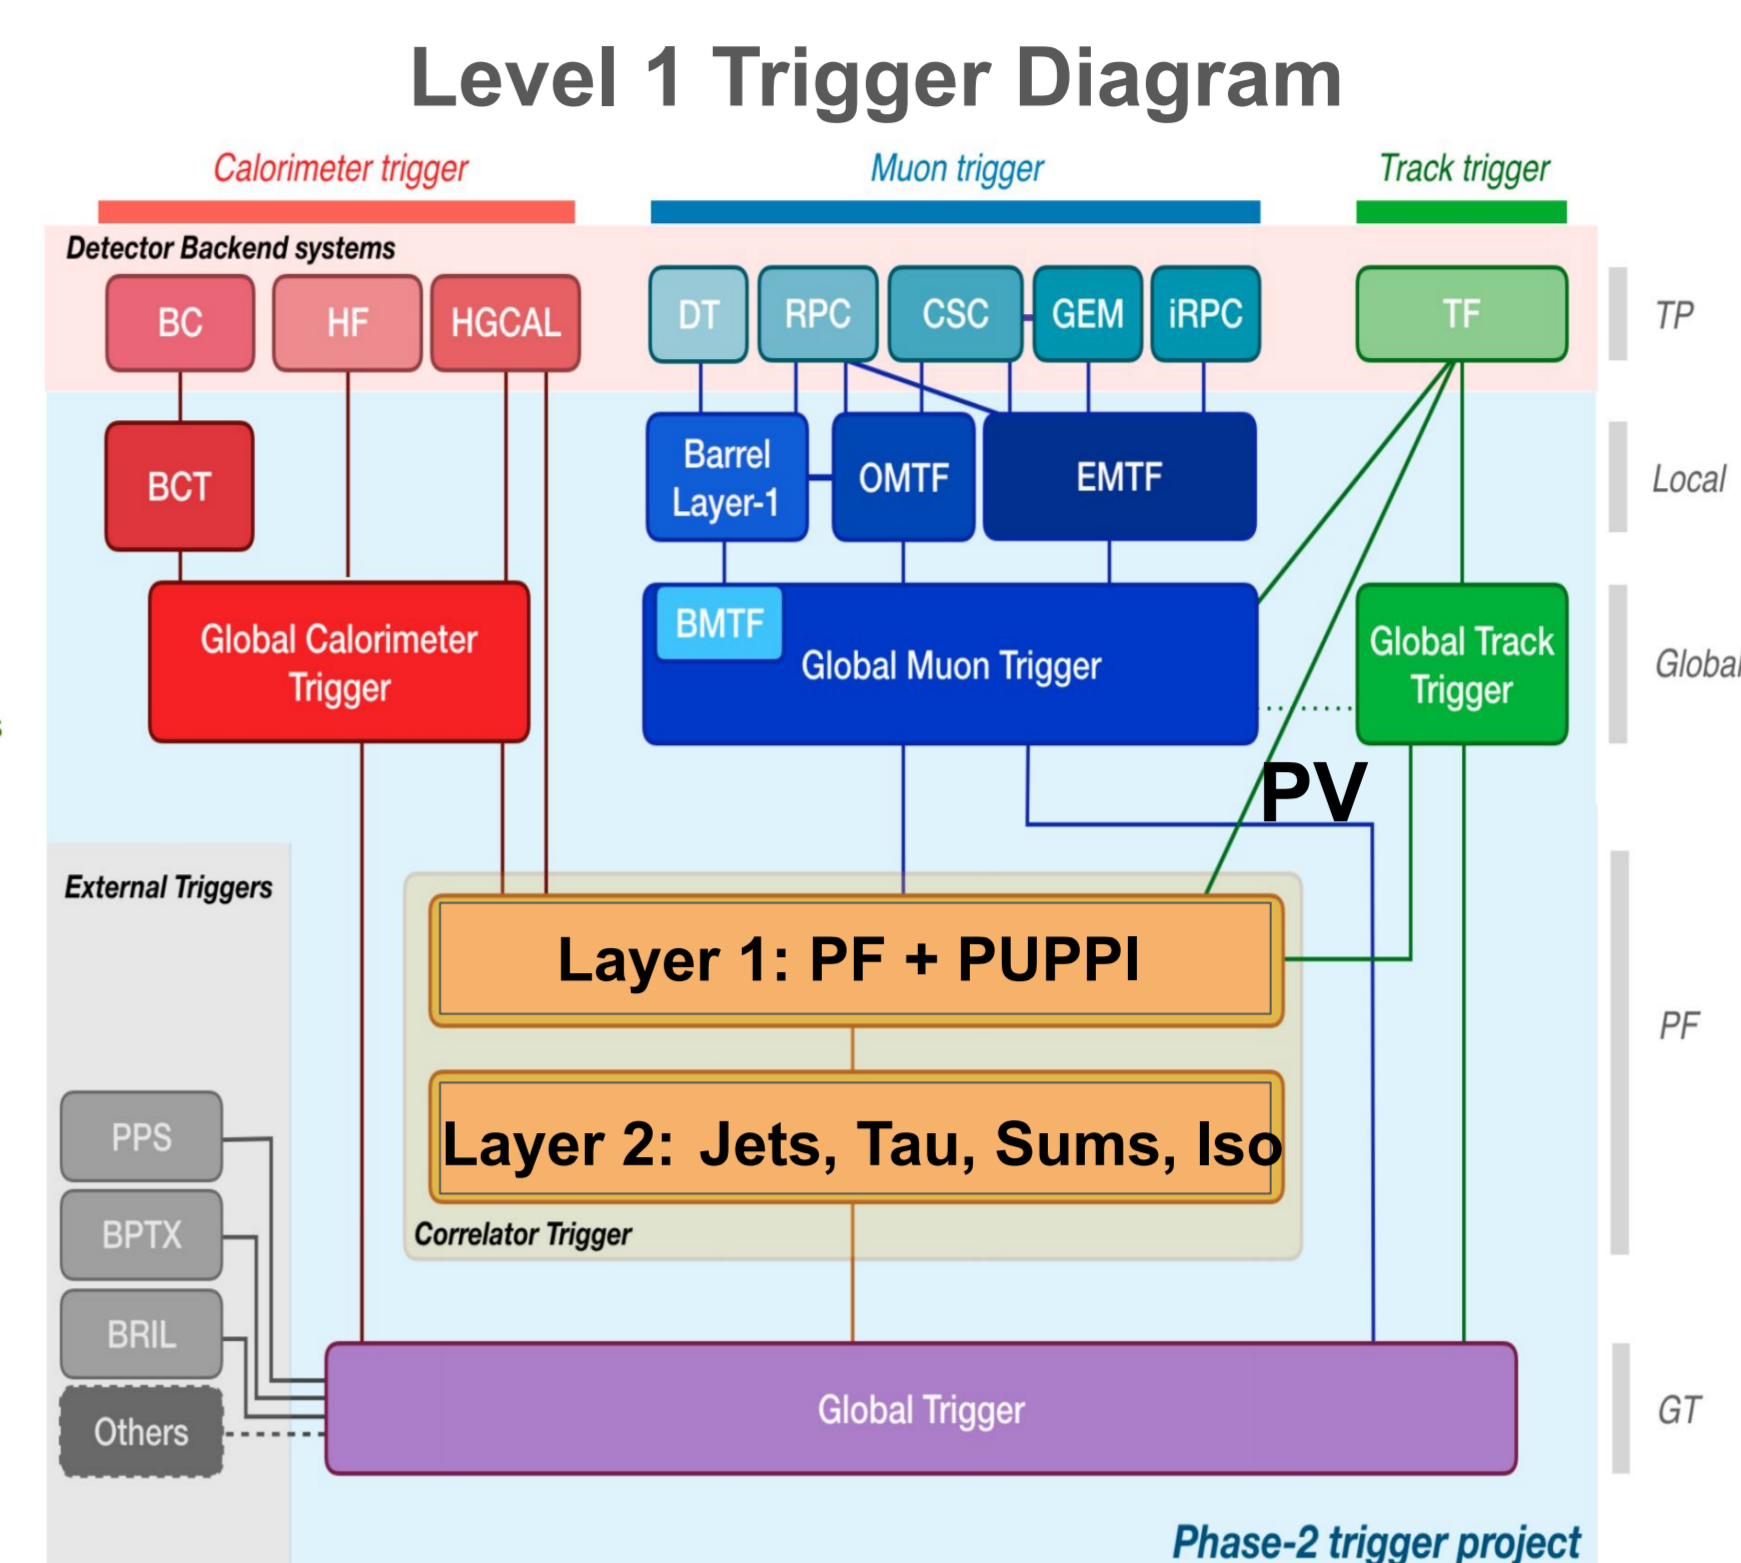 Level 1 Trigger Diagram
Calorimeter trigger
Muon trigger
Track trigger
Detector Backend systems
BC
HF
HGCAL
DT
RPC
CSC
GEM
iRPC
TF
TP
BCT
Barrel
Layer-1
OMTF
EMTF
Local
Global Calorimeter
Trigger
BMTF
Global Muon Trigger
Global Track
Trigger
Global
s
PV
External Triggers
Layer 1: PF + PUPPI
PF
Layer 2: Jets, Tau, Sums, Iso
Correlator Trigger
PPS
BPTX
BRIL
Others
Global Trigger
GT
Phase-2 trigger project